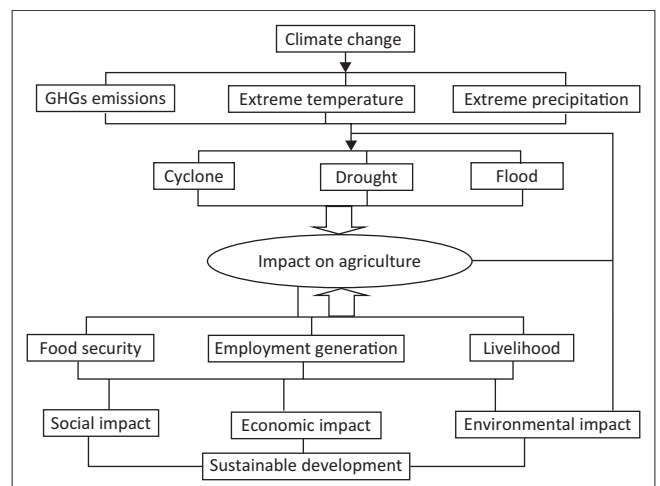 Climate change
GHGs emissions
Extreme temperature
Extreme precipitation
Cyclone
Drought
Flood
Impact on agriculture
Food security
Employment generation
Livelihood
Social impact
Economic impact
Environmental impact
Sustainable development